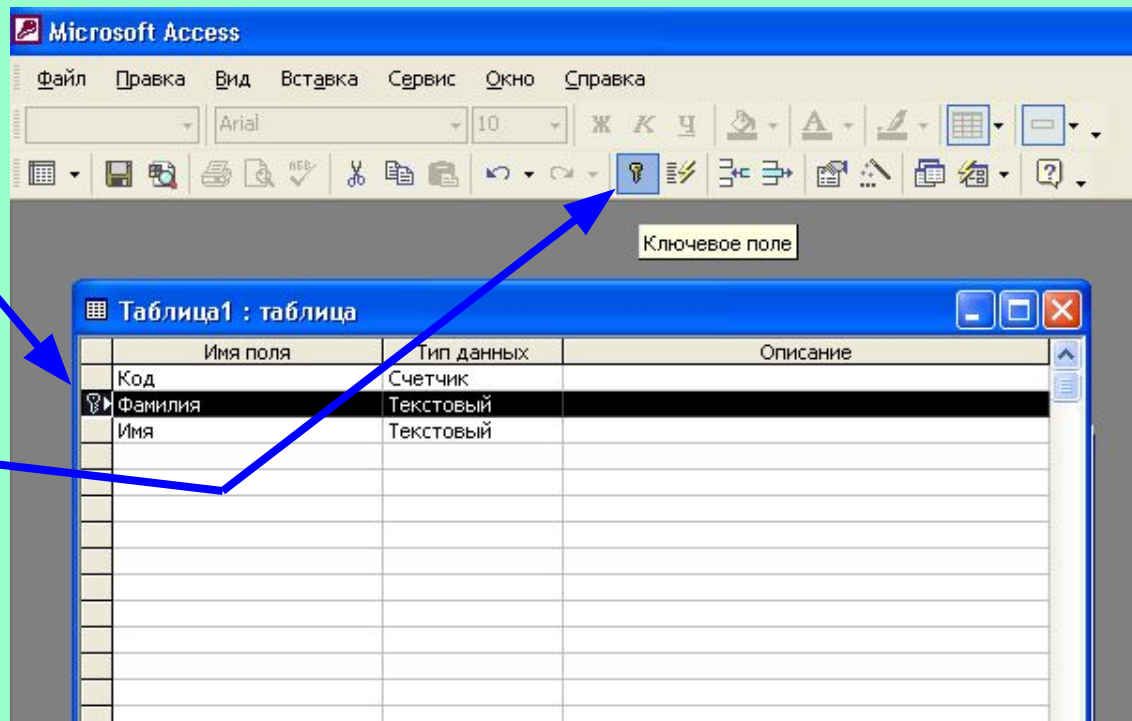 Microsoft Access
Файл Правка Вид Вставка Сервис Окно Справка
Arial 10 Ж К Ч
Ключевое поле
Таблица1 : таблица
Имя поля Тип данных Описание
Код Счетчик
Фамилия Текстовый
Имя Текстовый